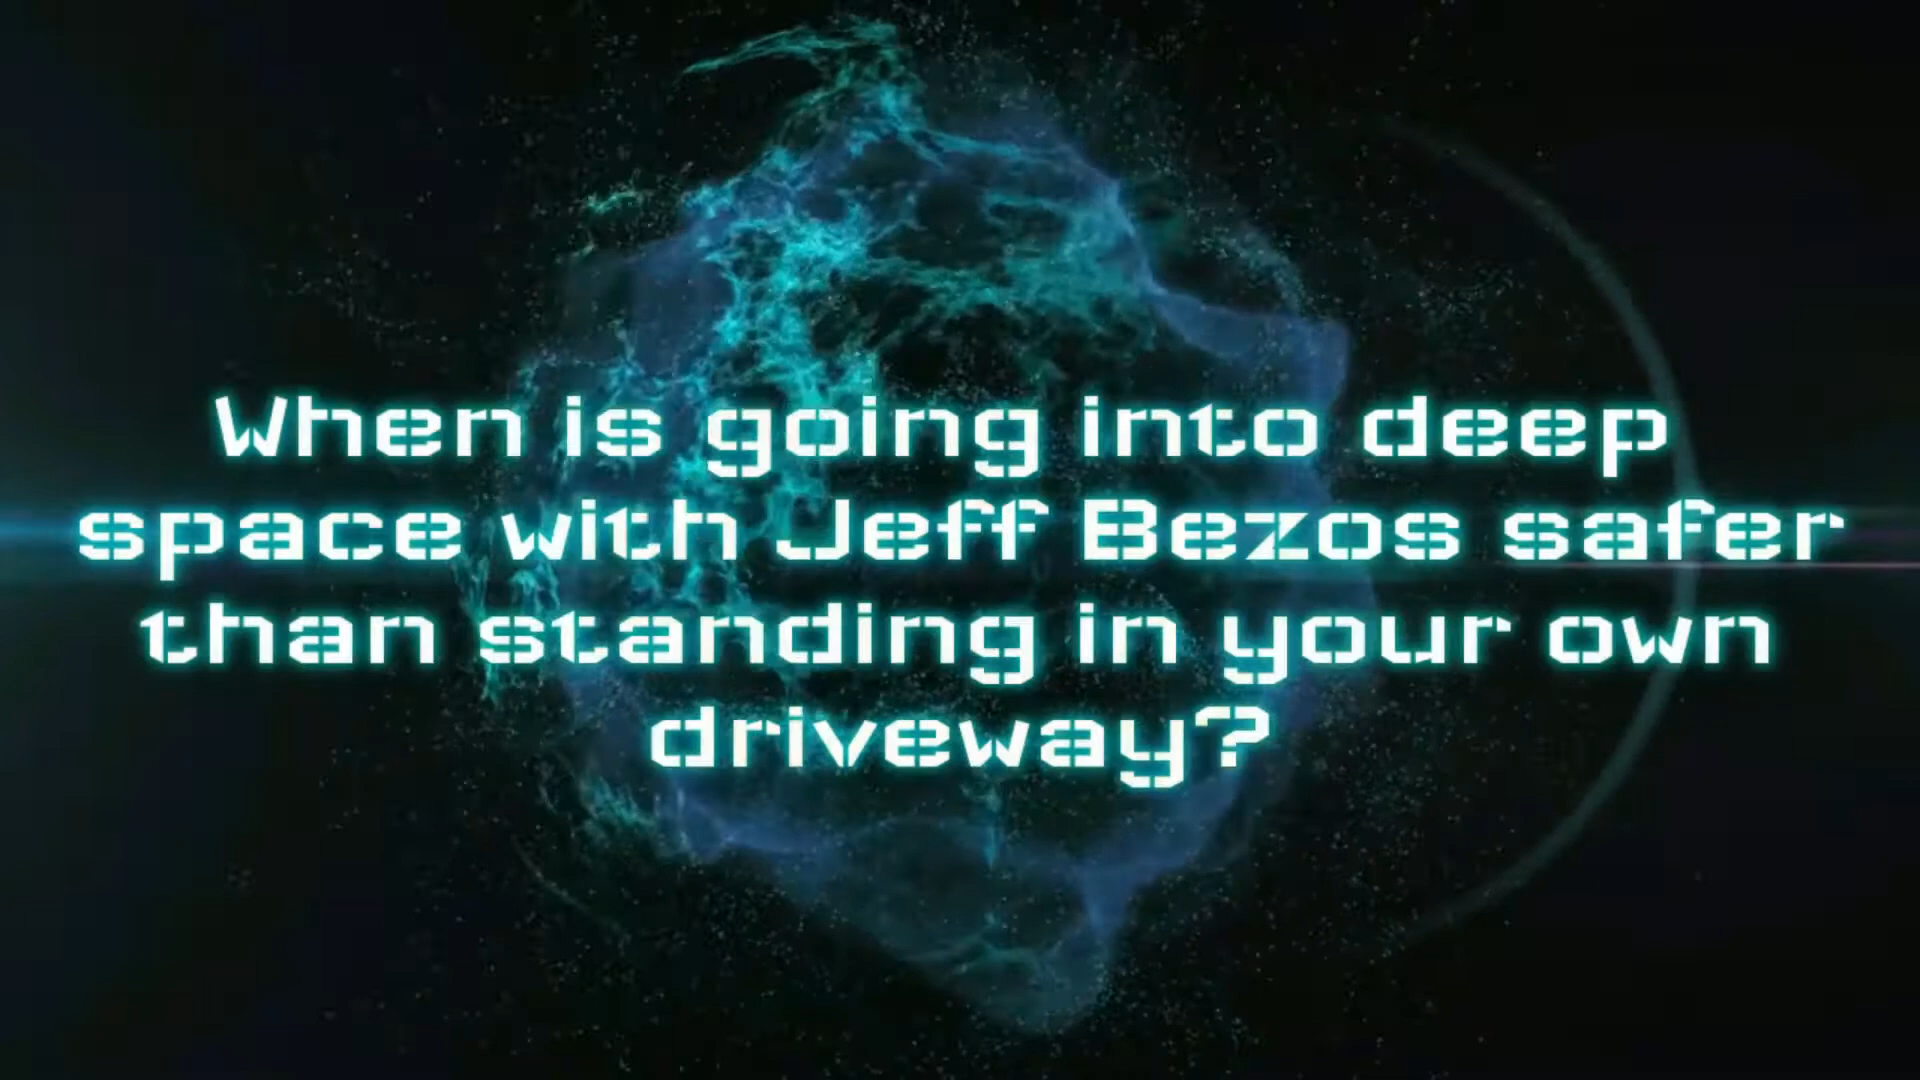 When is going into deep
space with Jeff Bezos safer
than standing in your own
driveway?